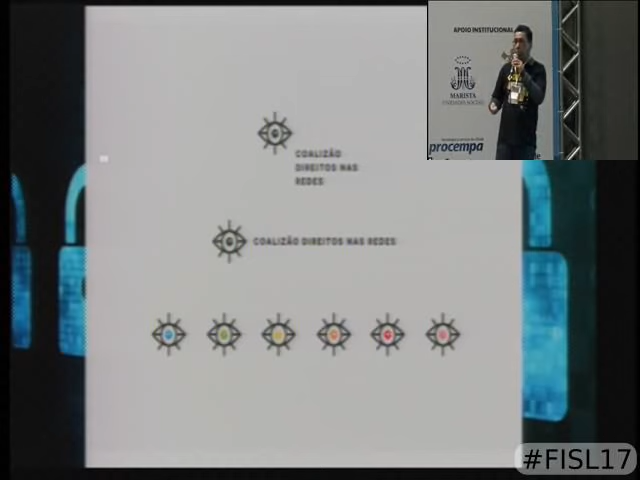 APOIO INSTITUCIONAL
MARISTA
procempa
COALIZÃO
DIREITOS NAS
REDES
COALIZÃO DIREITOS NAS REDES
#FISL17